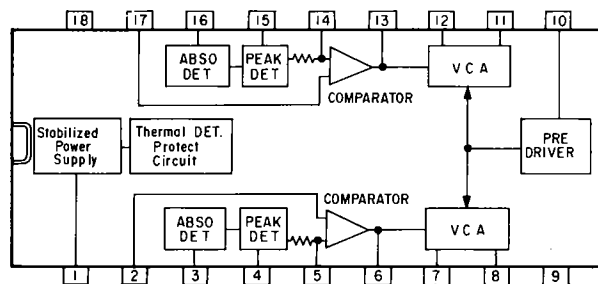 18 17 16 15 14 13 12 11 10
ABSO
DET
PEAK
DET
COMPARATOR
VCA
Stabilized
Power
Supply
Thermal DET.
Protect
Circuit
PRE
DRIVER
COMPARATOR
ABSO
DET
PEAK
DET
VCA
1 2 3 4 5 6 7 8 9